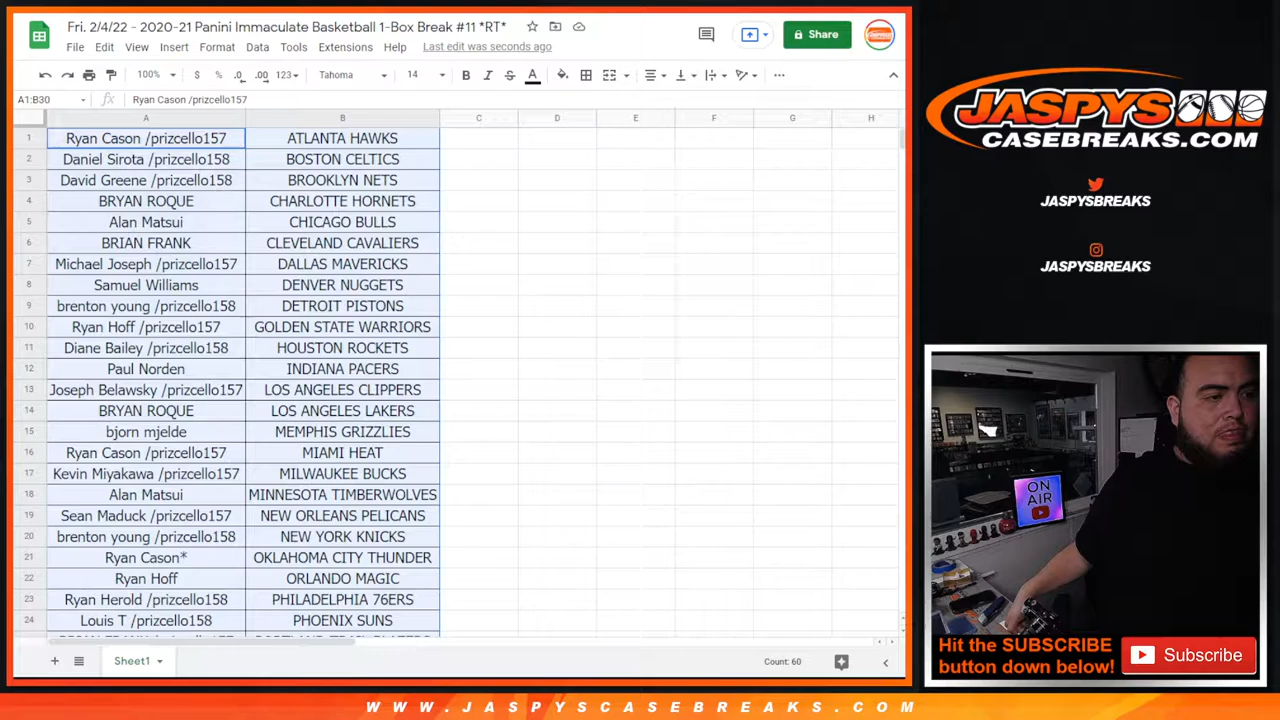 Fri. 2/4/22 - 2020-21 Panini Immaculate Basketball 1-Box Break #11 *RT*
File Edit View Insert Format Data Tools Extensions Help Last edit was seconds ago
Share
100% $ % .0 .00 123 Tahoma 14 B I S A
A1:B30 fx Ryan Cason /prizcello157
A B C D E F G H
1 Ryan Cason /prizcello157 ATLANTA HAWKS
2 Daniel Sirota /prizcello158 BOSTON CELTICS
3 David Greene /prizcello158 BROOKLYN NETS
4 BRYAN ROQUE CHARLOTTE HORNETS
5 Alan Matsui CHICAGO BULLS
6 BRIAN FRANK CLEVELAND CAVALIERS
7 Michael Joseph /prizcello157 DALLAS MAVERICKS
8 Samuel Williams DENVER NUGGETS
9 brenton young /prizcello158 DETROIT PISTONS
10 Ryan Hoff /prizcello157 GOLDEN STATE WARRIORS
11 Diane Bailey /prizcello158 HOUSTON ROCKETS
12 Paul Norden INDIANA PACERS
13 Joseph Belawsky /prizcello157 LOS ANGELES CLIPPERS
14 BRYAN ROQUE LOS ANGELES LAKERS
15 bjorn mjelde MEMPHIS GRIZZLIES
16 Ryan Cason /prizcello157 MIAMI HEAT
17 Kevin Miyakawa /prizcello157 MILWAUKEE BUCKS
18 Alan Matsui MINNESOTA TIMBERWOLVES
19 Sean Maduck /prizcello157 NEW ORLEANS PELICANS
20 brenton young /prizcello158 NEW YORK KNICKS
21 Ryan Cason* OKLAHOMA CITY THUNDER
22 Ryan Hoff ORLANDO MAGIC
23 Ryan Herold /prizcello158 PHILADELPHIA 76ERS
24 Louis T /prizcello158 PHOENIX SUNS
Sheet1
Count: 60
JASPYS
CASEBREAKS.COM
JASPYSBREAKS
JASPYSBREAKS
ON
AIR
Hit the SUBSCRIBE
button down below!
Subscribe
WWW.JASPYSCASEBREAKS.COM